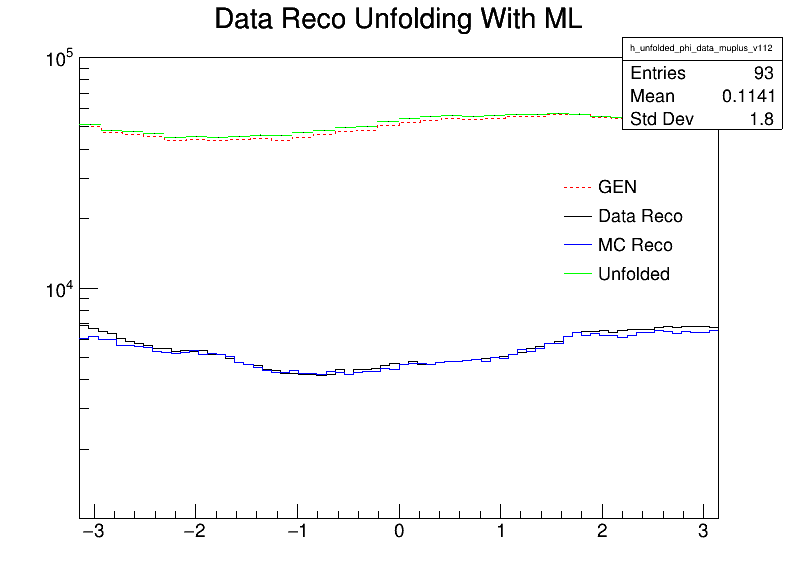 Data Reco Unfolding With ML
h_unfolded_phi_data_muplus_v112
Entries 93
Mean 0.1141
Std Dev 1.8
10^5
GEN
Data Reco
MC Reco
Unfolded
10^4
−3 −2 −1 0 1 2 3